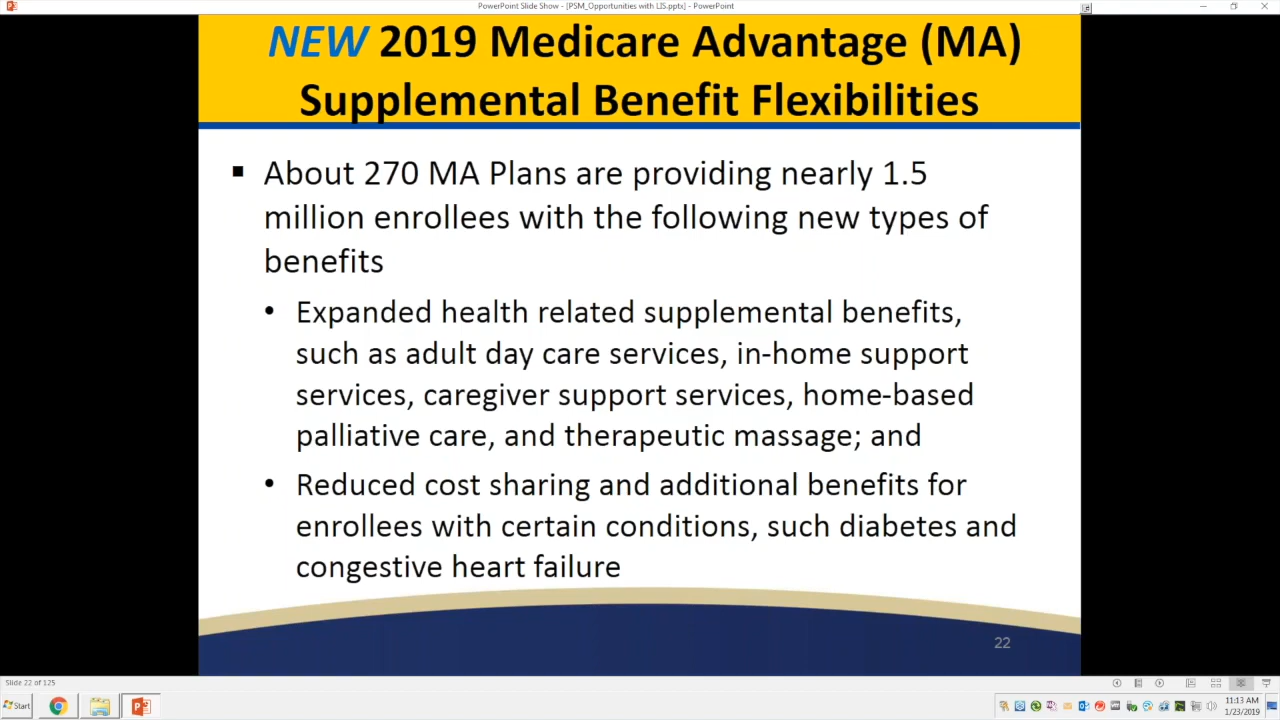 PowerPoint Slide Show - [PSM_Opportunities with LIS.pptx] - PowerPoint
NEW 2019 Medicare Advantage (MA)
Supplemental Benefit Flexibilities
▪ About 270 MA Plans are providing nearly 1.5
million enrollees with the following new types of
benefits
• Expanded health related supplemental benefits,
such as adult day care services, in-home support
services, caregiver support services, home-based
palliative care, and therapeutic massage; and
• Reduced cost sharing and additional benefits for
enrollees with certain conditions, such diabetes and
congestive heart failure
22
Slide 22 of 125
Start
11:13 AM
1/23/2019